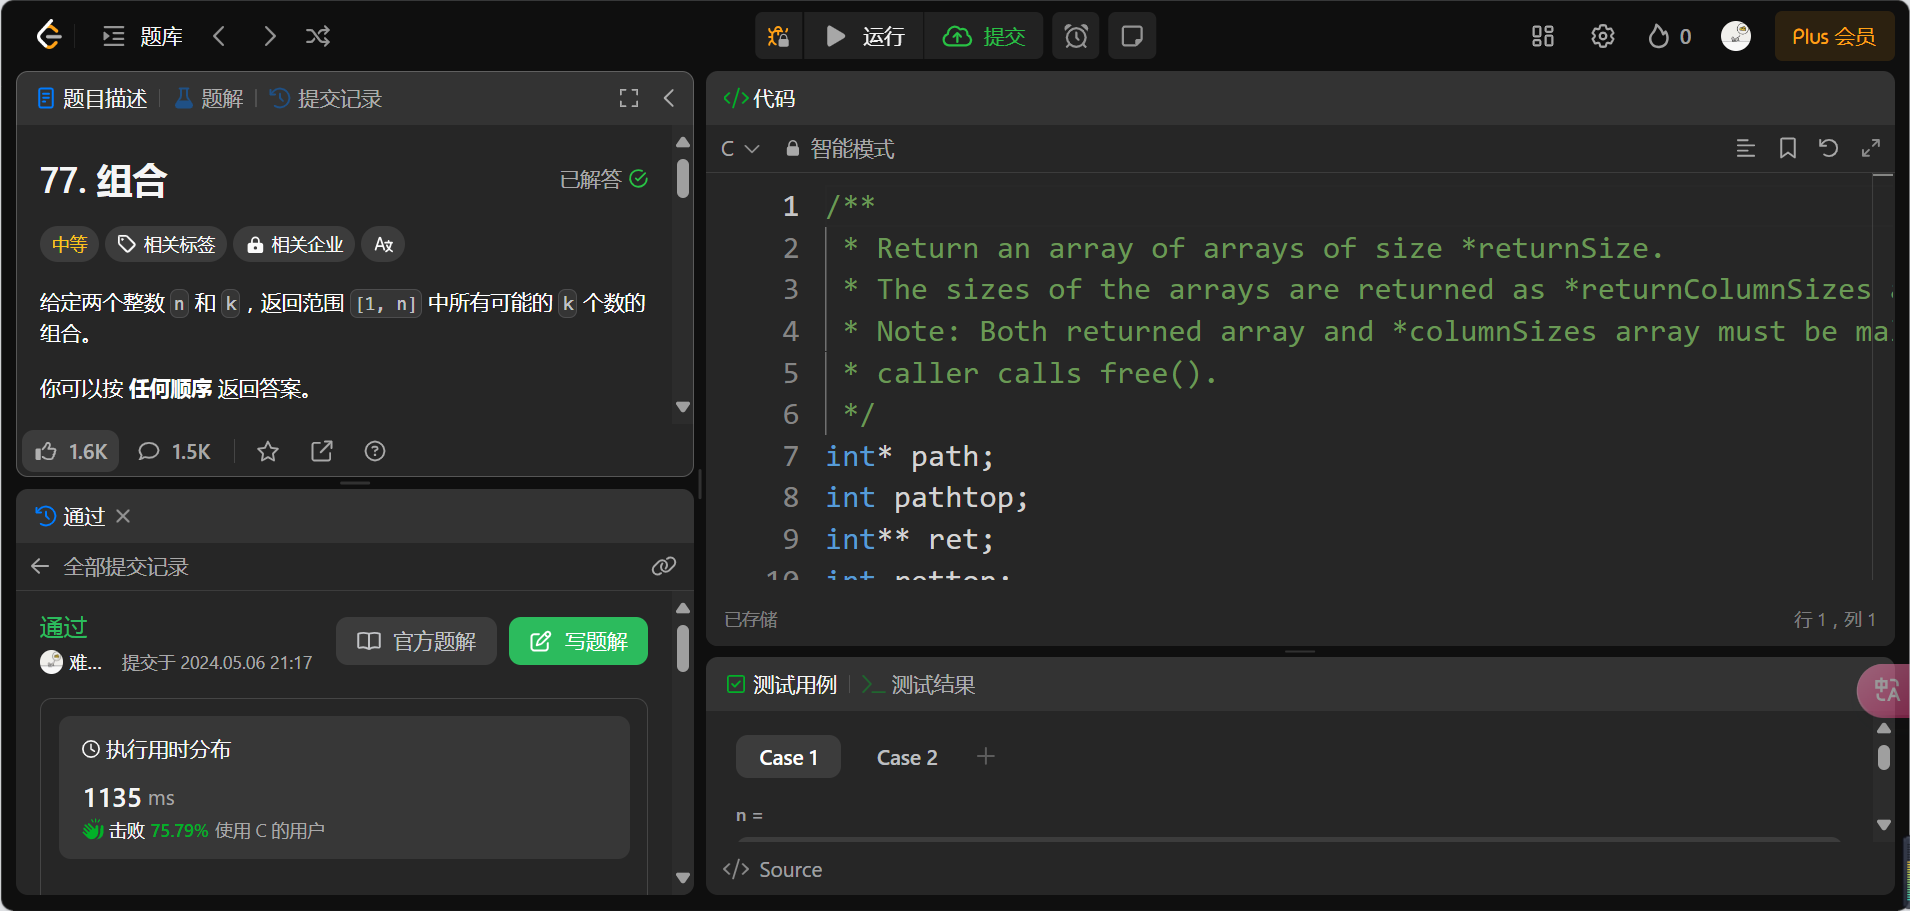 题库
运行
提交
0
Plus 会员
题目描述
题解
提交记录
77. 组合
已解答
中等
相关标签
相关企业
给定两个整数 n 和 k，返回范围 [1, n] 中所有可能的 k 个数的
组合。
你可以按 任何顺序 返回答案。
1.6K
1.5K
通过
全部提交记录
通过
难...
提交于 2024.05.06 21:17
官方题解
写题解
执行用时分布
1135 ms
击败 75.79% 使用 C 的用户
</> 代码
C
智能模式
1 /**
2 * Return an array of arrays of size *returnSize.
3 * The sizes of the arrays are returned as *returnColumnSizes
4 * Note: Both returned array and *columnSizes array must be ma
5 * caller calls free().
6 */
7 int* path;
8 int pathtop;
9 int** ret;
10 int rettop;
已存储
行 1，列 1
测试用例
测试结果
Case 1
Case 2
n =
</> Source
中A